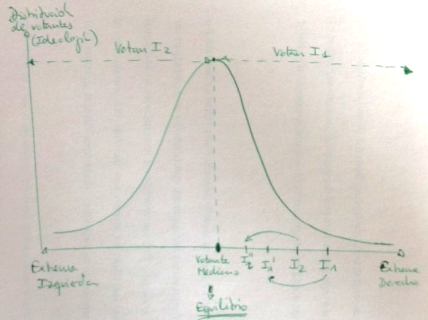 Distribución
de votantes
(Ideología)
Votan I2
Votan I1
Extrema
Izquierda
Votante
Mediano
I2''
I1'
I2
I1
Extrema
Derecha
Equilibrio